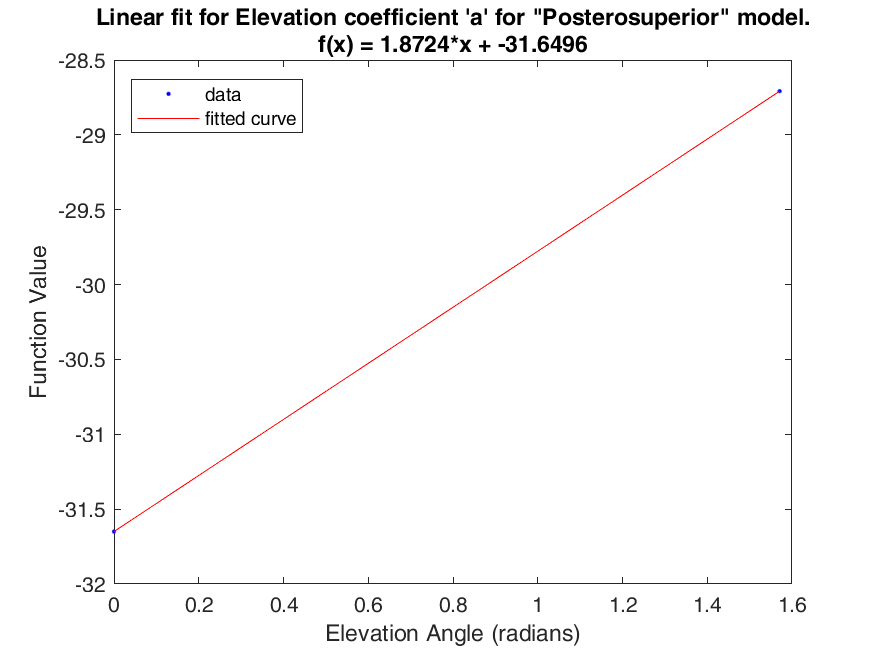 Linear fit for Elevation coefficient 'a' for "Posterosuperior" model.
f(x) = 1.8724*x + -31.6496
-28.5
data
fitted curve
-29
-29.5
-30
-30.5
-31
-31.5
-32
Function Value
0
0.2
0.4
0.6
0.8
1
1.2
1.4
1.6
Elevation Angle (radians)